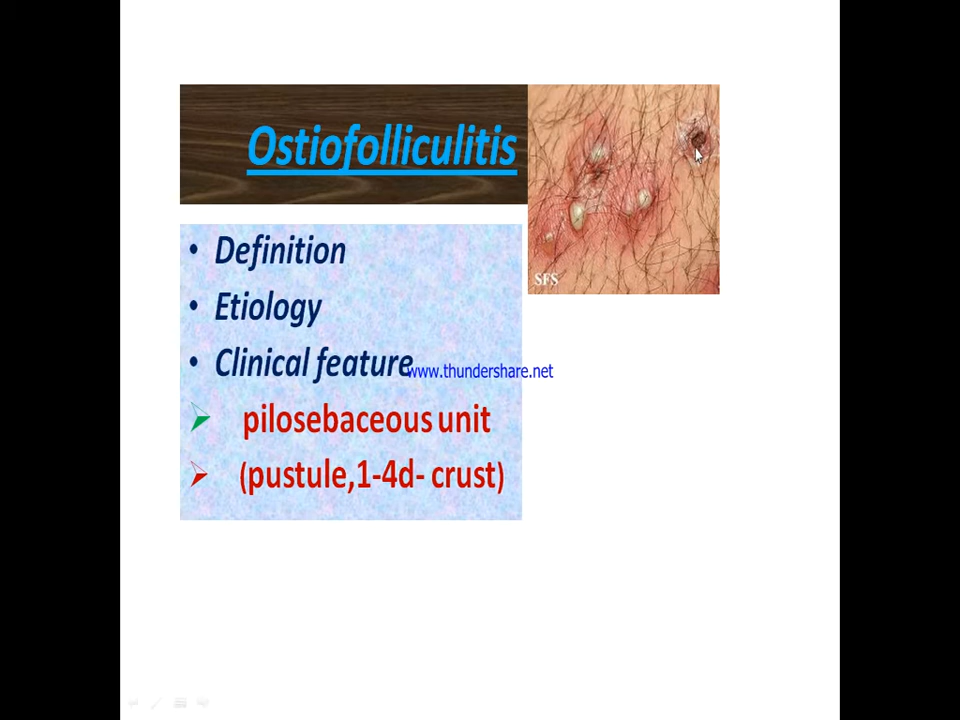 Ostiofolliculitis
SFS
• Definition
• Etiology
• Clinical feature
www.thundershare.net
➢ pilosebaceous unit
➢ (pustule,1-4d- crust)